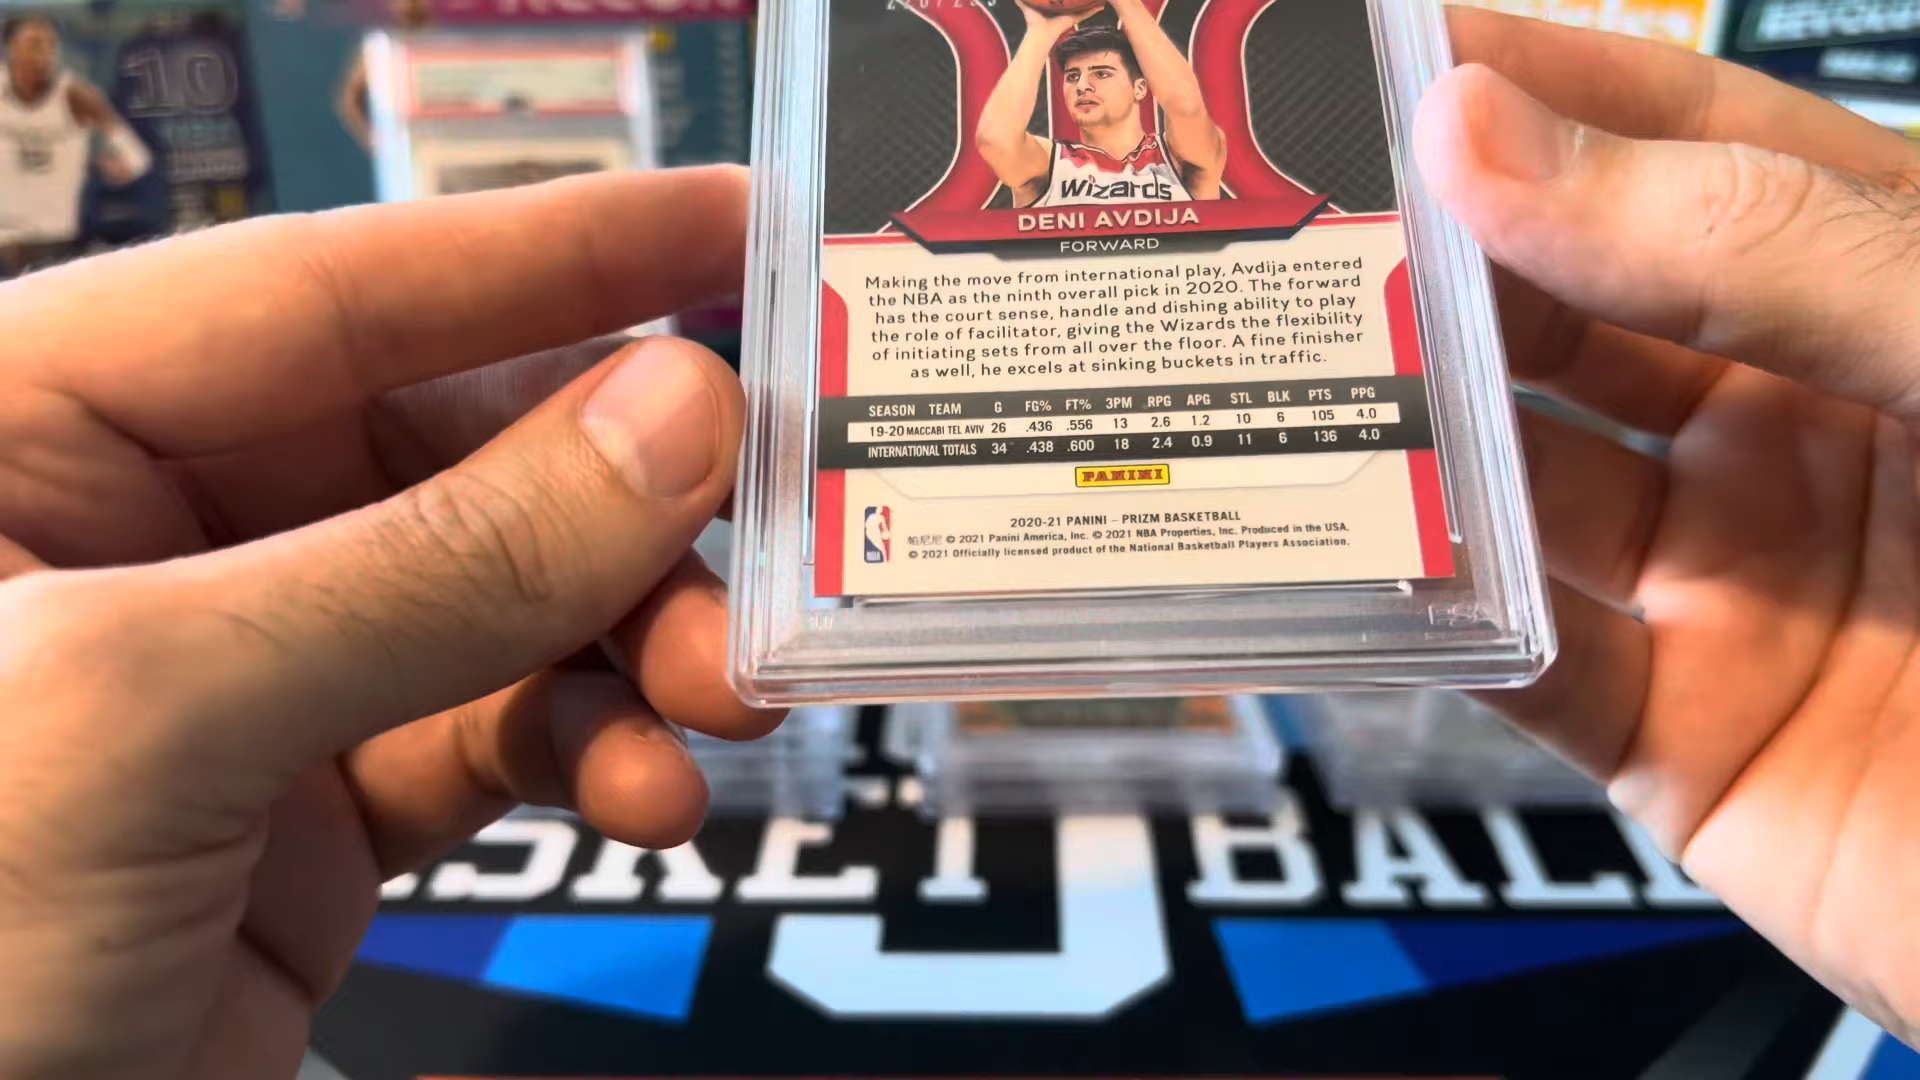 10
Wizards
DENI AVDIJA
FORWARD
Making the move from international play, Avdija entered
the NBA as the ninth overall pick in 2020. The forward
has the court sense, handle and dishing ability to play
the role of facilitator, giving the Wizards the flexibility
of initiating sets from all over the floor. A fine finisher
as well, he excels at sinking buckets in traffic.
SEASON TEAM G FG% FT% 3PM RPG APG STL BLK PTS PPG
19-20 MACCABI TEL AVIV 26 .436 .556 13 2.6 1.2 10 6 105 4.0
INTERNATIONAL TOTALS 34 .438 .600 18 2.4 0.9 11 6 136 4.0
PANINI
2020-21 PANINI – PRIZM BASKETBALL
帕尼尼 © 2021 Panini America, Inc. © 2021 NBA Properties, Inc. Produced in the USA.
© 2021 Officially licensed product of the National Basketball Players Association.
NBA
PSA